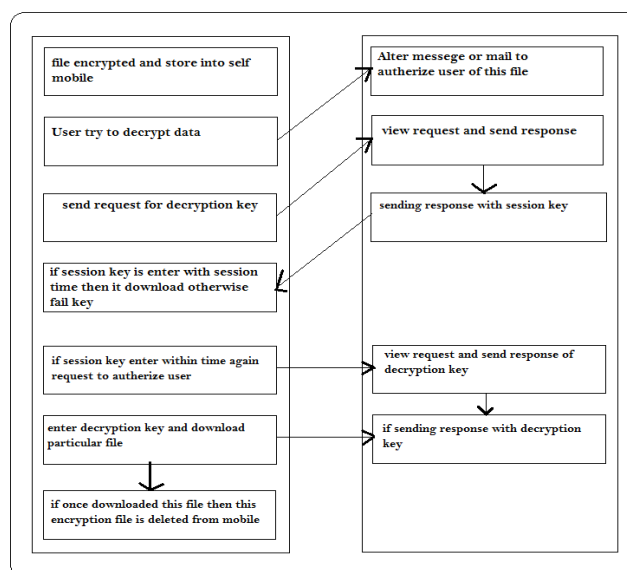 file encrypted and store into self
mobile
User try to decrypt data
send request for decryption key
if session key is enter with session
time then it download otherwise
fail key
if session key enter within time again
request to autherize user
enter decryption key and download
particular file
if once downloaded this file then this
encryption file is deleted from mobile
Alter messege or mail to
autherize user of this file
view request and send response
sending response with session key
view request and send response of
decryption key
if sending response with decryption
key